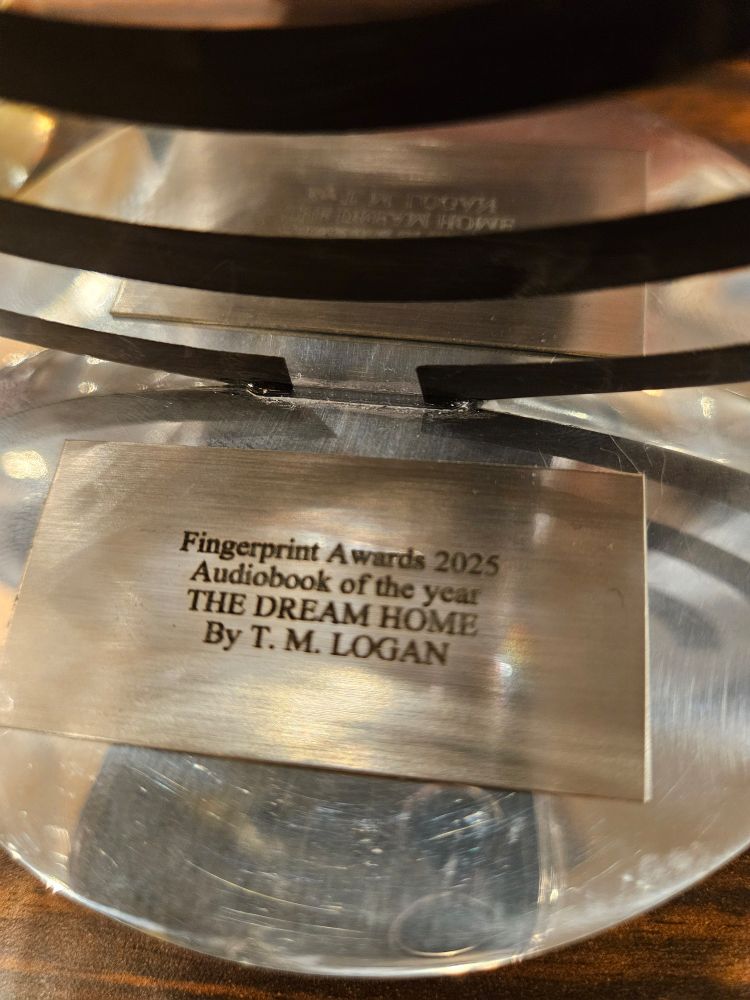 Fingerprint Awards 2025
Audiobook of the year
THE DREAM HOME
By T. M. LOGAN